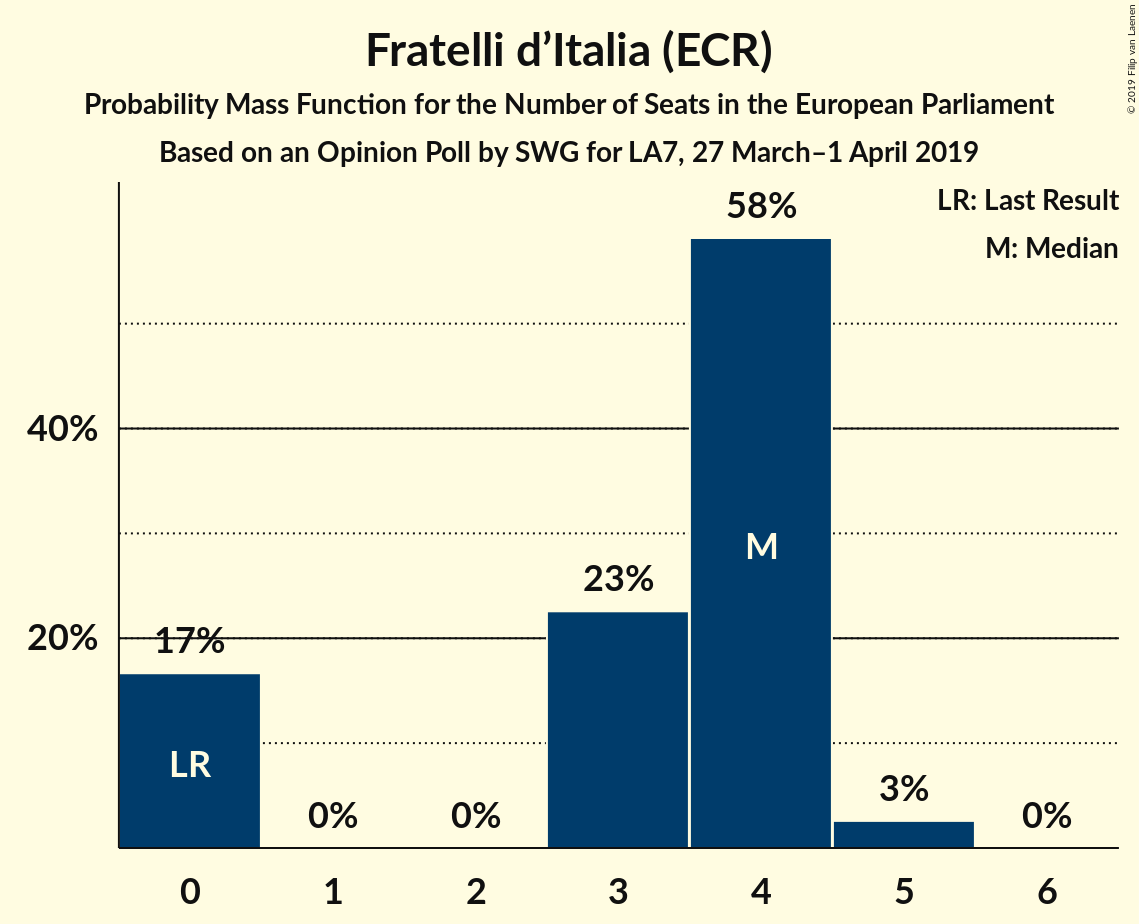 Fratelli d’Italia (ECR)
Probability Mass Function for the Number of Seats in the European Parliament
Based on an Opinion Poll by SWG for LA7, 27 March–1 April 2019
© 2019 Filip van Laenen
LR: Last Result
M: Median
58%
40%
M
23%
20%
17%
LR
0%
0%
3%
0%
0 1 2 3 4 5 6